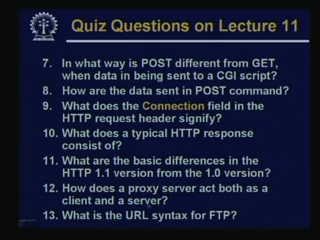 Quiz Questions on Lecture 11
7. In what way is POST different from GET,
when data in being sent to a CGI script?
8. How are the data sent in POST command?
9. What does the Connection field in the
HTTP request header signify?
10. What does a typical HTTP response
consist of?
11. What are the basic differences in the
HTTP 1.1 version from the 1.0 version?
12. How does a proxy server act both as a
client and a server?
13. What is the URL syntax for FTP?